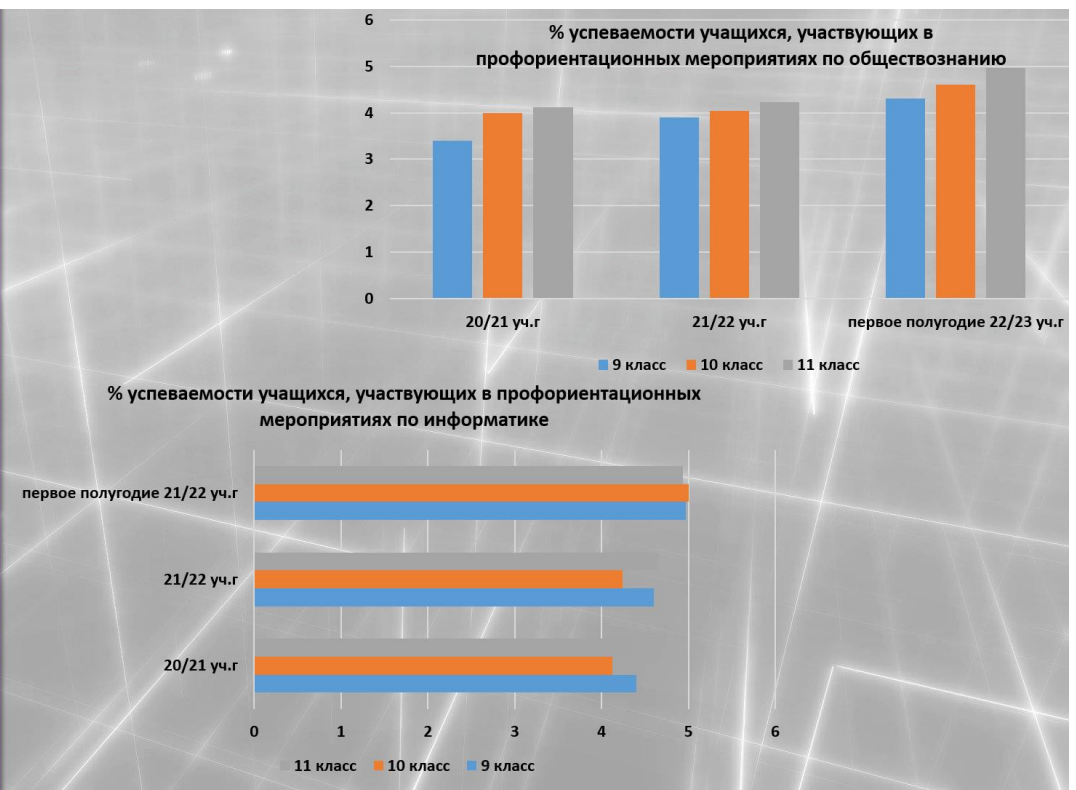 % успеваемости учащихся, участвующих в
профориентационных мероприятиях по обществознанию
6
5
4
3
2
1
0
20/21 уч.г 21/22 уч.г первое полугодие 22/23 уч.г
9 класс 10 класс 11 класс
% успеваемости учащихся, участвующих в профориентационных
мероприятиях по информатике
первое полугодие 21/22 уч.г
21/22 уч.г
20/21 уч.г
0 1 2 3 4 5 6
11 класс 10 класс 9 класс